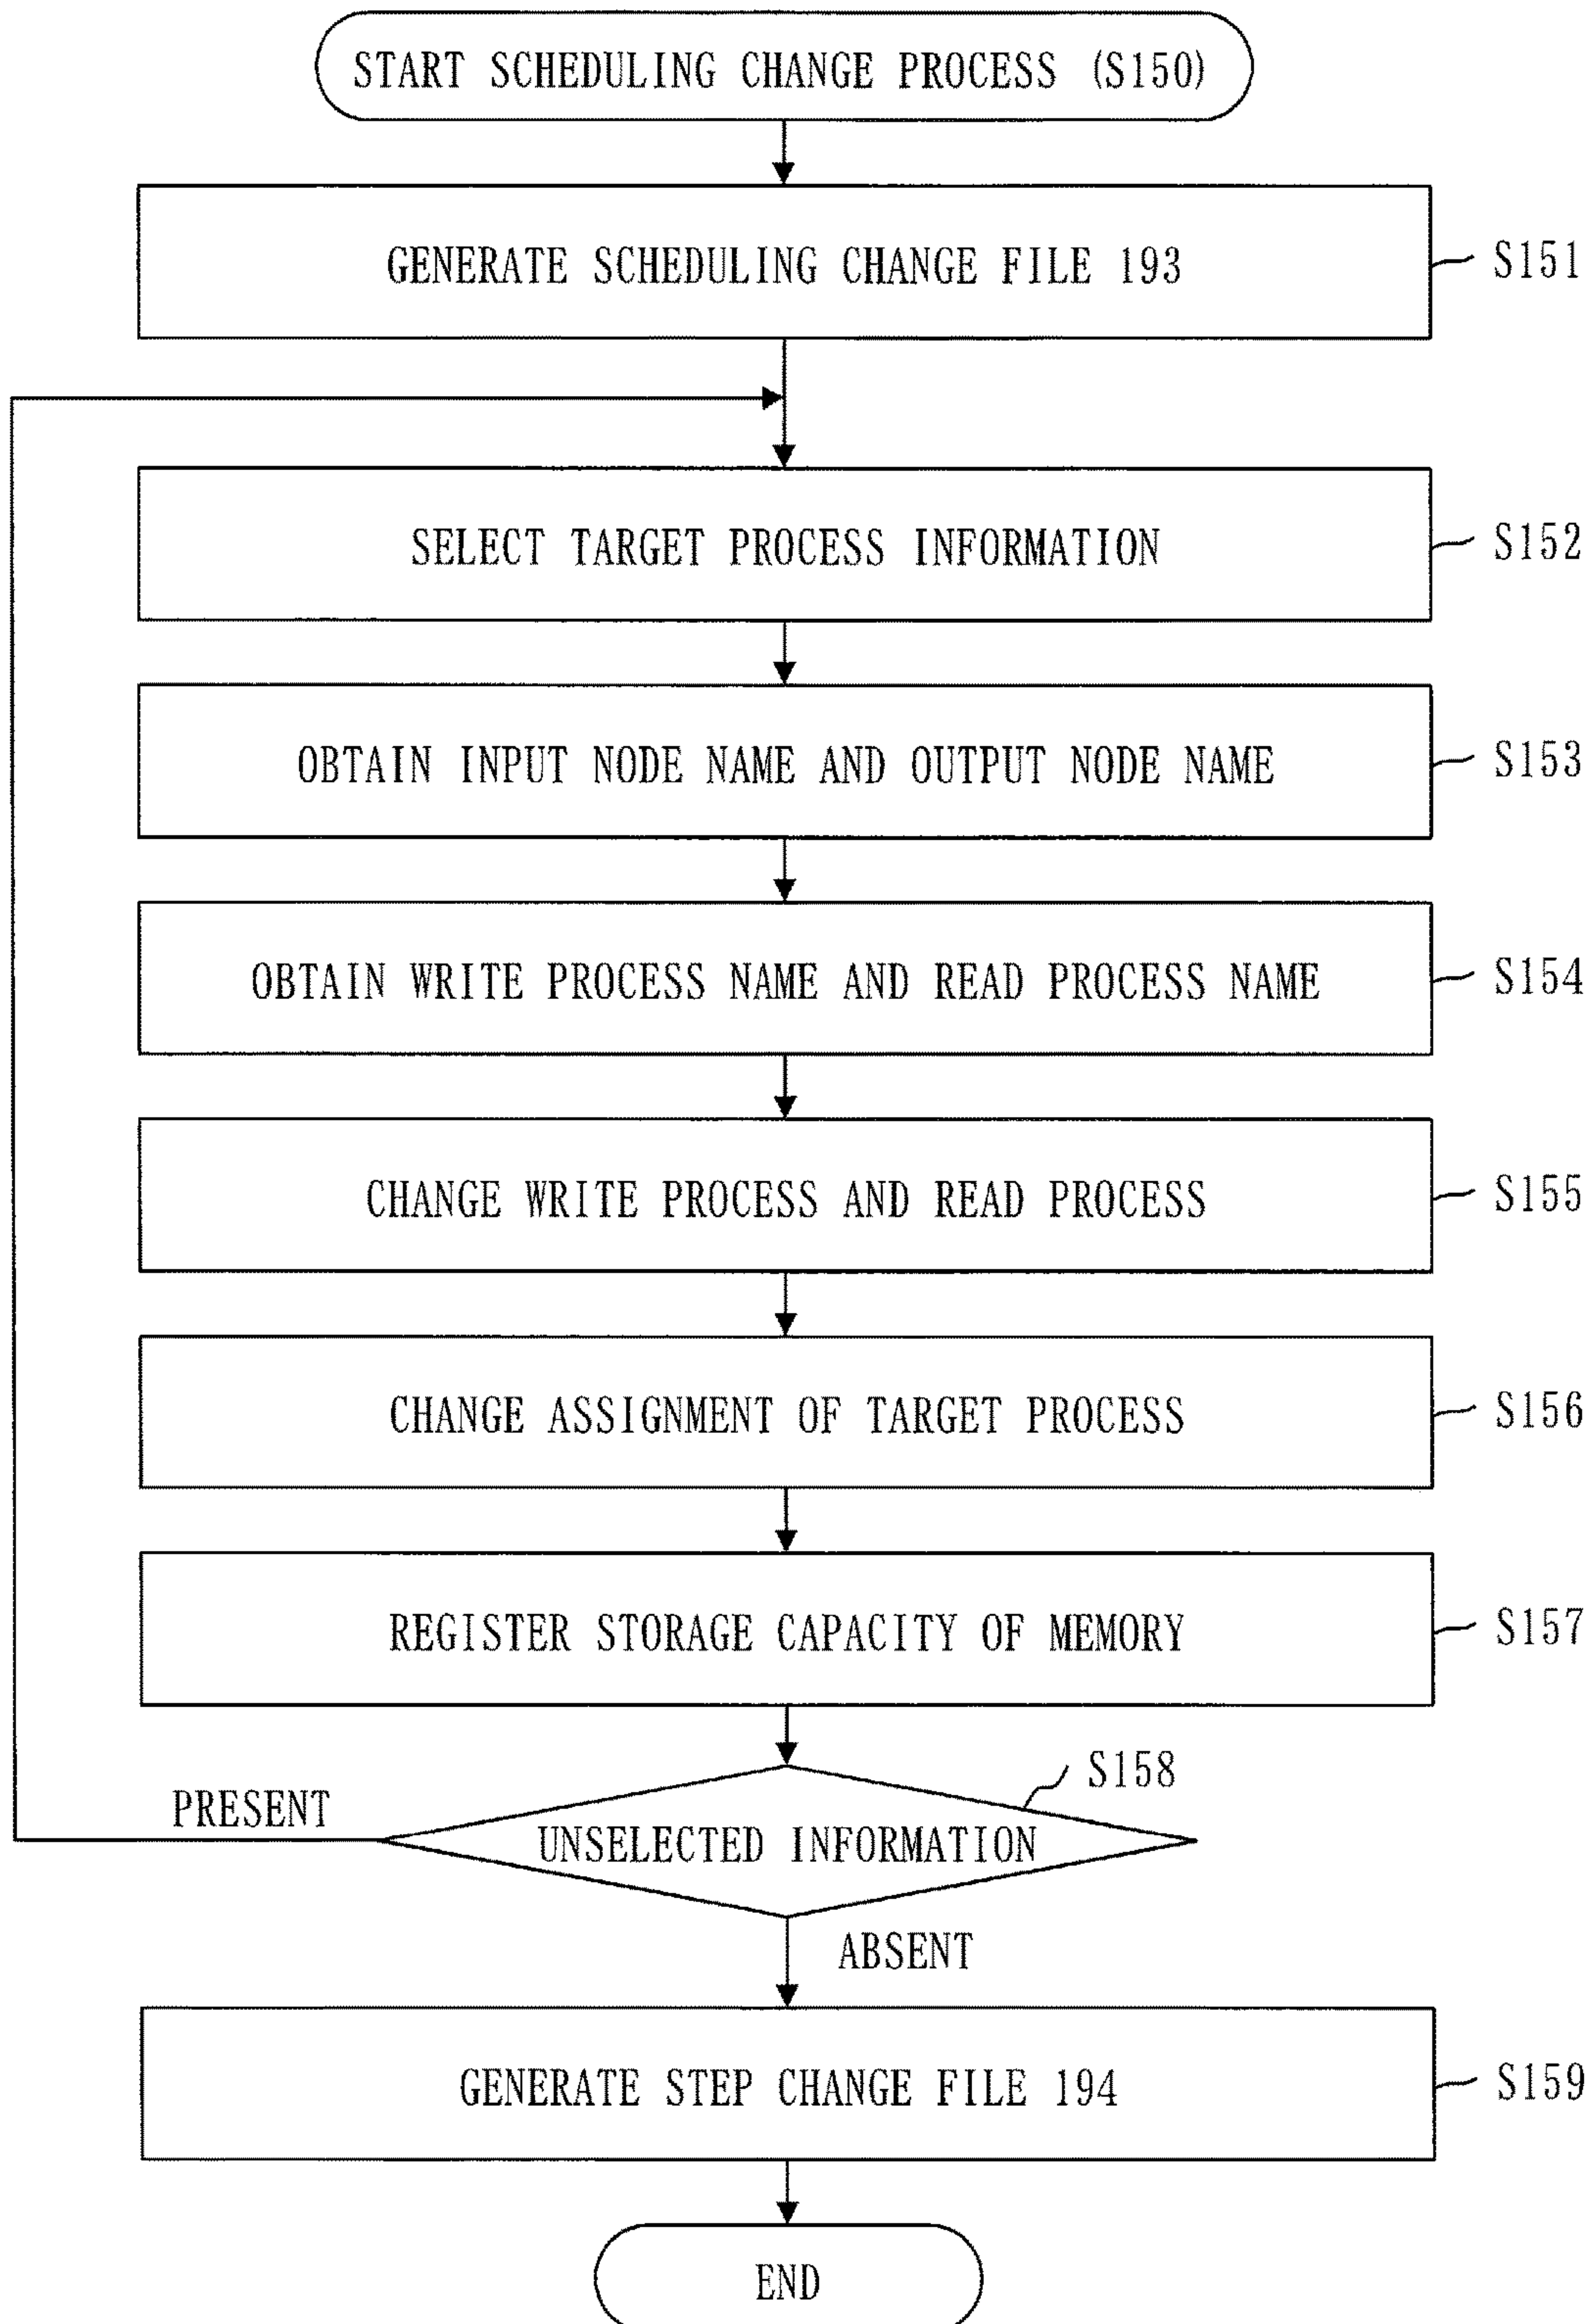 START SCHEDULING CHANGE PROCESS (S150)
GENERATE SCHEDULING CHANGE FILE 193
S151
SELECT TARGET PROCESS INFORMATION
S152
OBTAIN INPUT NODE NAME AND OUTPUT NODE NAME
S153
OBTAIN WRITE PROCESS NAME AND READ PROCESS NAME
S154
CHANGE WRITE PROCESS AND READ PROCESS
S155
CHANGE ASSIGNMENT OF TARGET PROCESS
S156
REGISTER STORAGE CAPACITY OF MEMORY
S157
S158
PRESENT
UNSELECTED INFORMATION
ABSENT
GENERATE STEP CHANGE FILE 194
S159
END